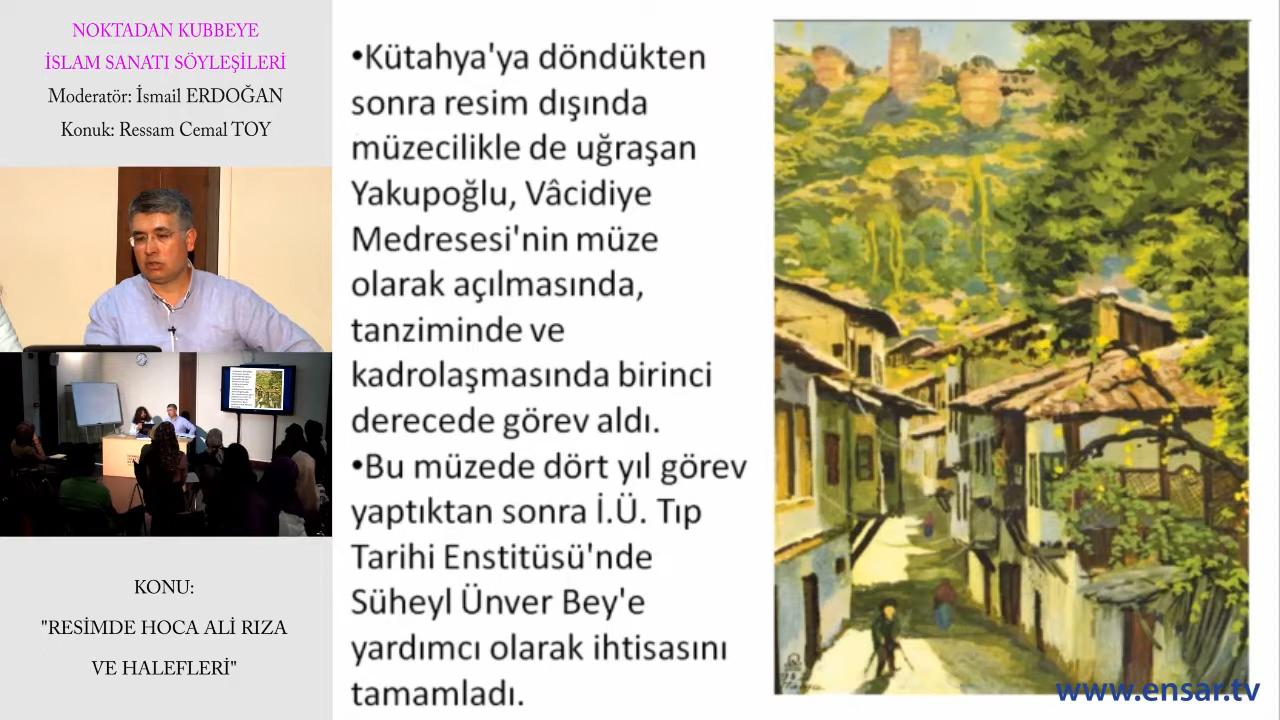 NOKTADAN KUBBEYE
İSLAM SANATI SÖYLEŞİLERİ
Moderatör: İsmail ERDOĞAN
Konuk: Ressam Cemal TOY
KONU:
"RESİMDE HOCA ALİ RIZA
VE HALEFLERİ"
•Kütahya'ya döndükten
sonra resim dışında
müzecilikle de uğraşan
Yakupoğlu, Vâcidiye
Medresesi'nin müze
olarak açılmasında,
tanziminde ve
kadrolaşmasında birinci
derecede görev aldı.
•Bu müzede dört yıl görev
yaptıktan sonra İ.Ü. Tıp
Tarihi Enstitüsü'nde
Süheyl Ünver Bey'e
yardımcı olarak ihtisasını
tamamladı.
www.ensar.tv